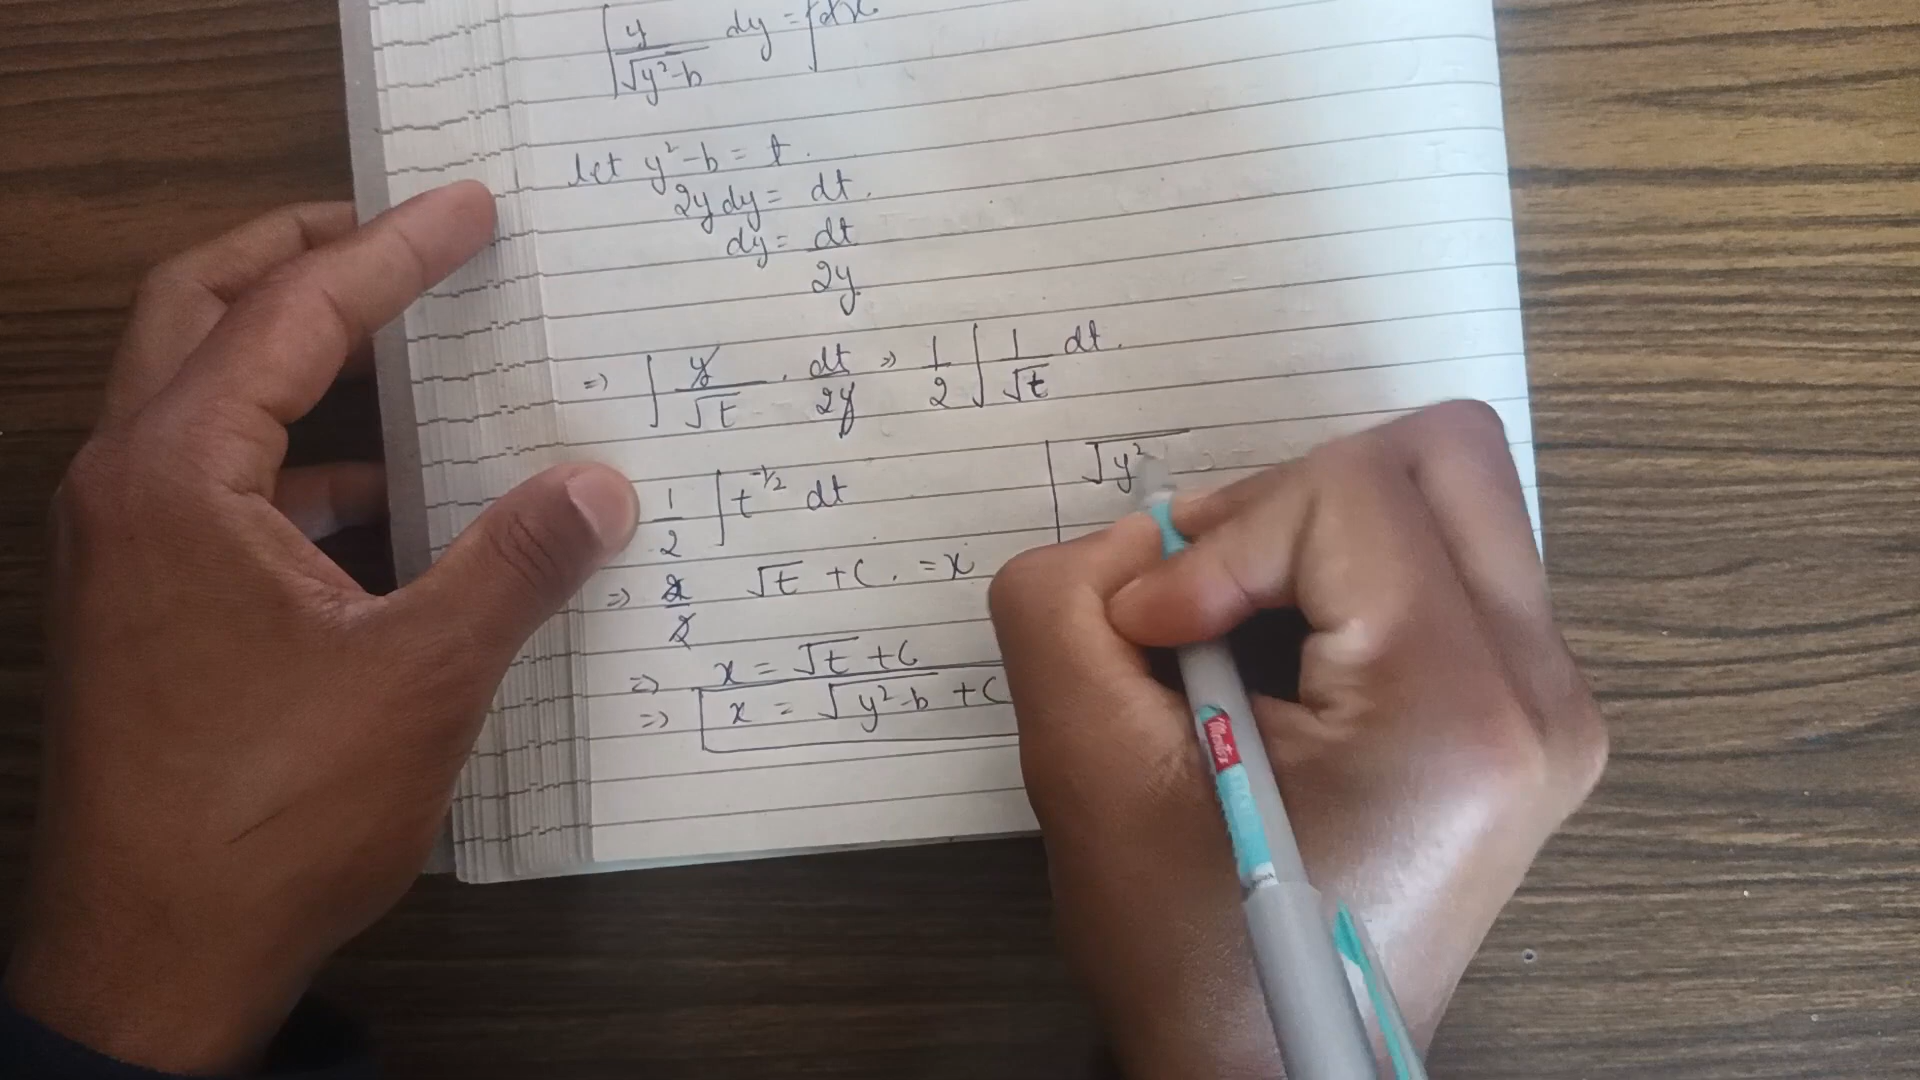 ∫ y/√(y²-b) dy = ∫dx
let y²-b = t.
2y dy = dt.
dy = dt/2y
=> ∫ y/√t . dt/2y => 1/2 ∫ 1/√t dt.
1/2 ∫ t^(-1/2) dt
=> 2/2 √t + C. = x
=> x = √t + C
=> x = √(y²-b) + C
√y²